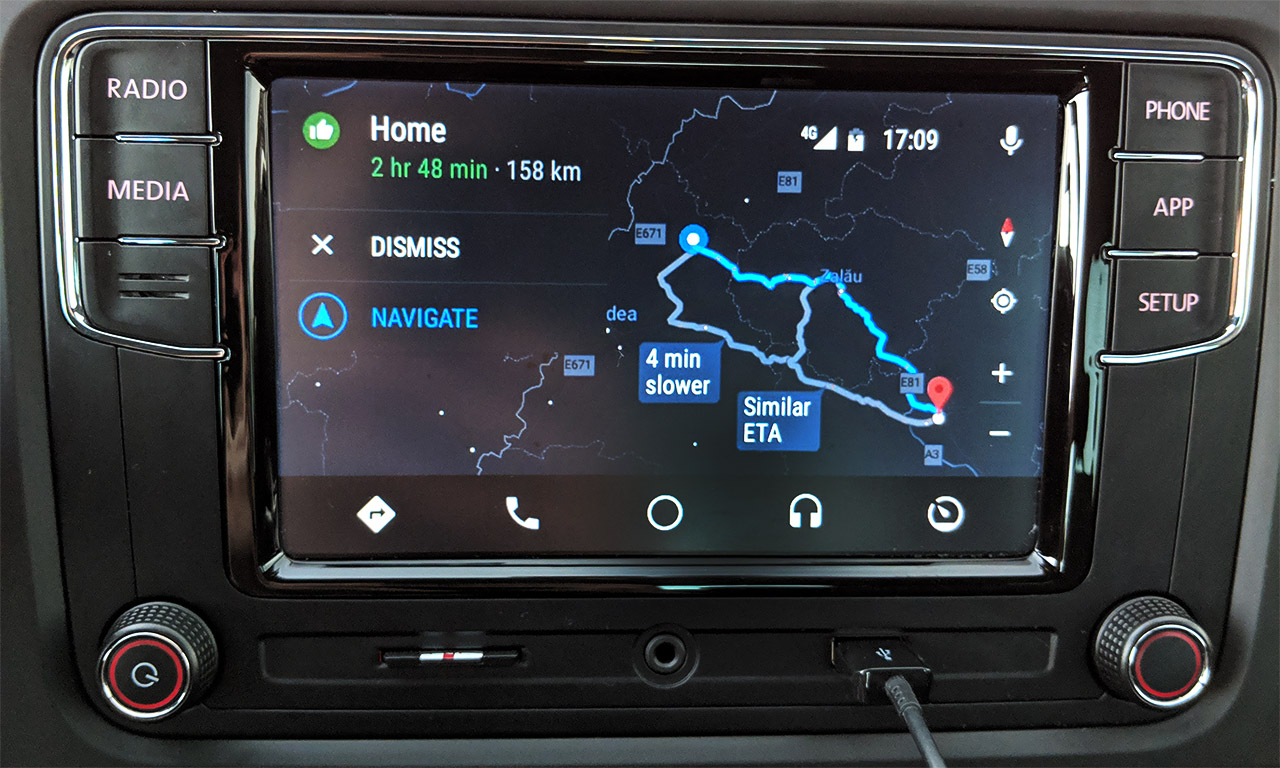 RADIO
MEDIA
PHONE
APP
SETUP
Home
2 hr 48 min · 158 km
DISMISS
NAVIGATE
4G
17:09
E81
E671
E58
Zalău
dea
E671
4 min
slower
E81
Similar
ETA
A3